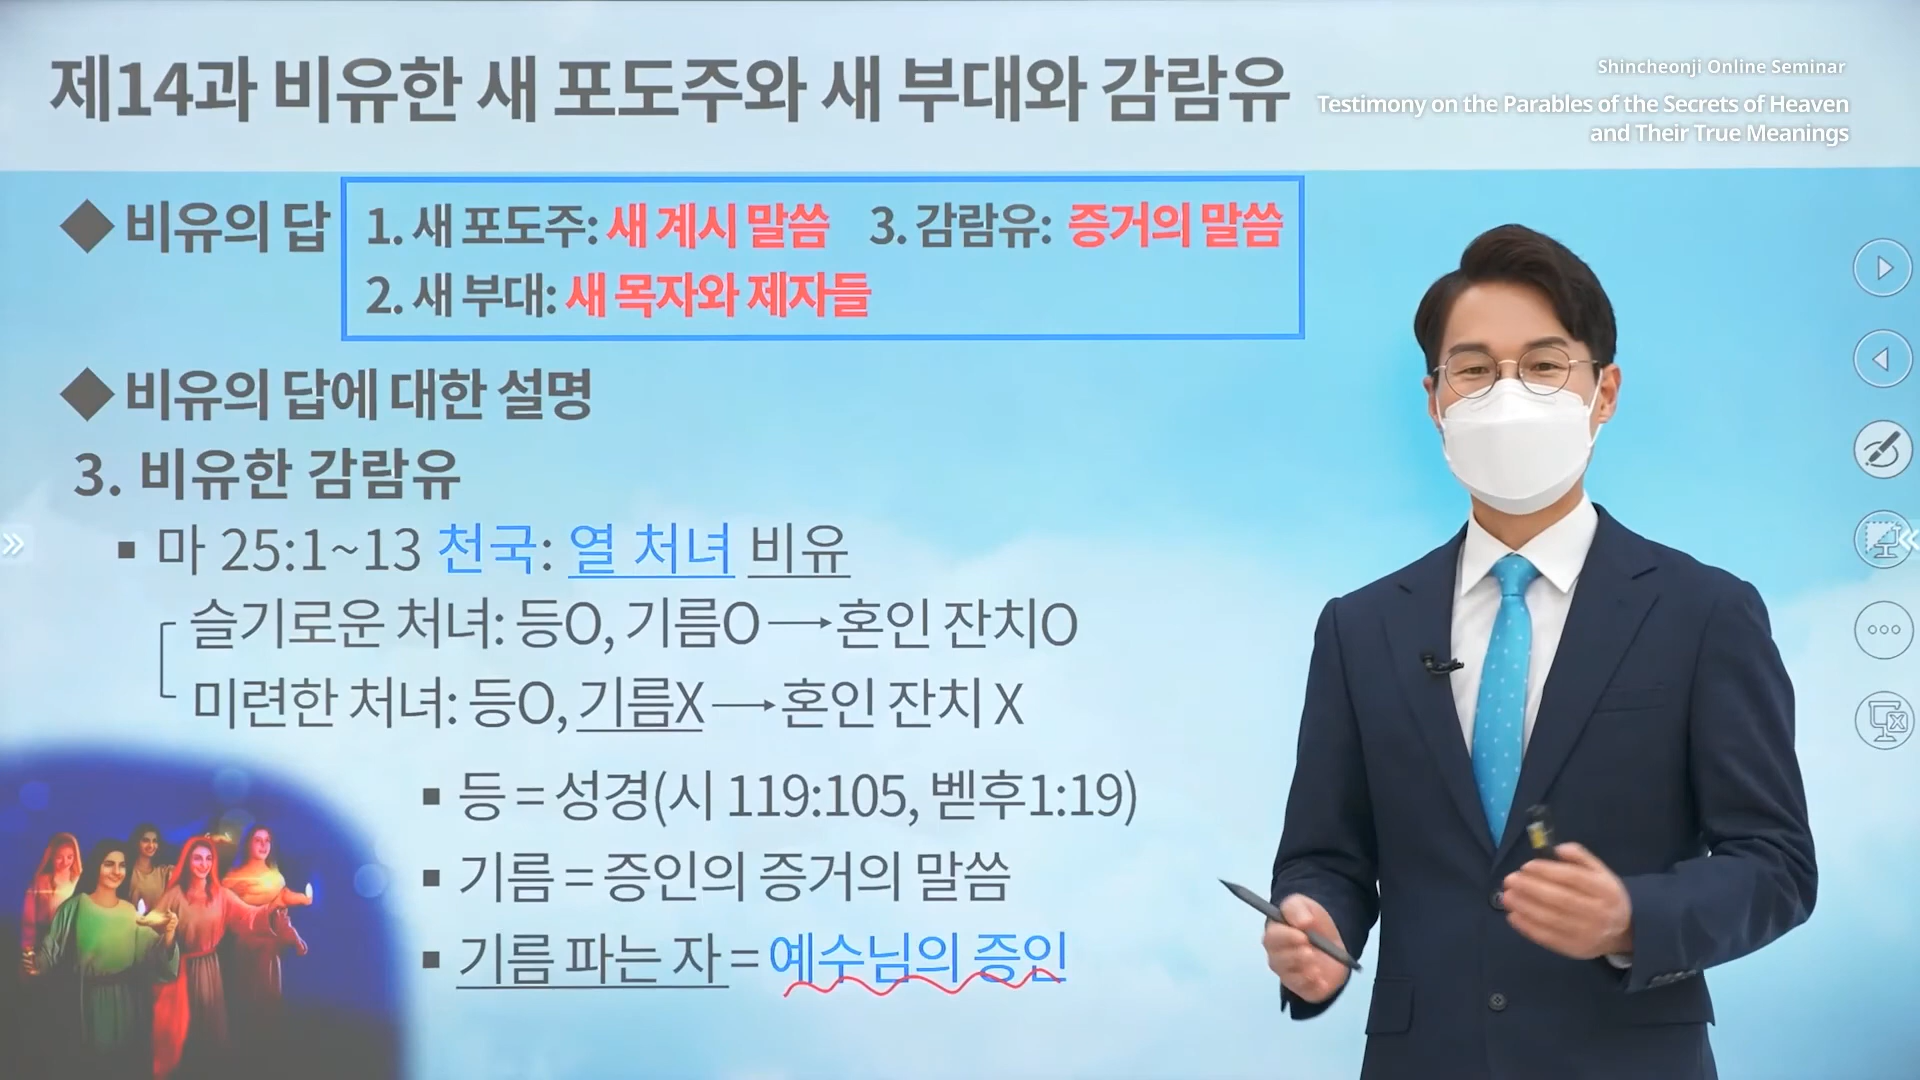 제14과 비유한 새 포도주와 새 부대와 감람유
Shincheonji Online Seminar
Testimony on the Parables of the Secrets of Heaven
and Their True Meanings
◆ 비유의 답
1. 새 포도주: 새 계시 말씀 3. 감람유: 증거의 말씀
2. 새 부대: 새 목자와 제자들
◆ 비유의 답에 대한 설명
3. 비유한 감람유
▪ 마 25:1~13 천국: 열 처녀 비유
슬기로운 처녀: 등O, 기름O → 혼인 잔치O
미련한 처녀: 등O, 기름X → 혼인 잔치 X
▪ 등 = 성경(시 119:105, 벧후1:19)
▪ 기름 = 증인의 증거의 말씀
▪ 기름 파는 자 = 예수님의 증인